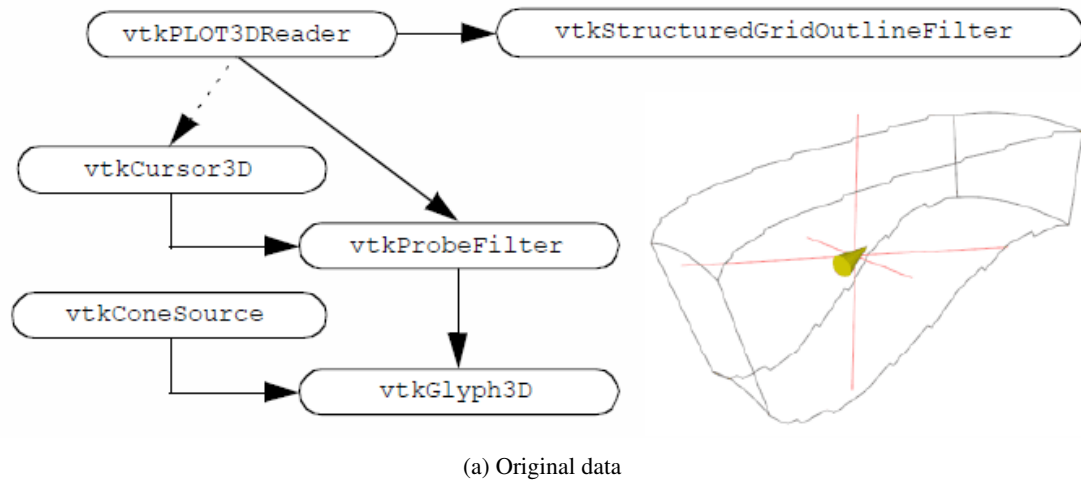 vtkPLOT3DReader
vtkStructuredGridOutlineFilter
vtkCursor3D
vtkProbeFilter
vtkConeSource
vtkGlyph3D
(a) Original data